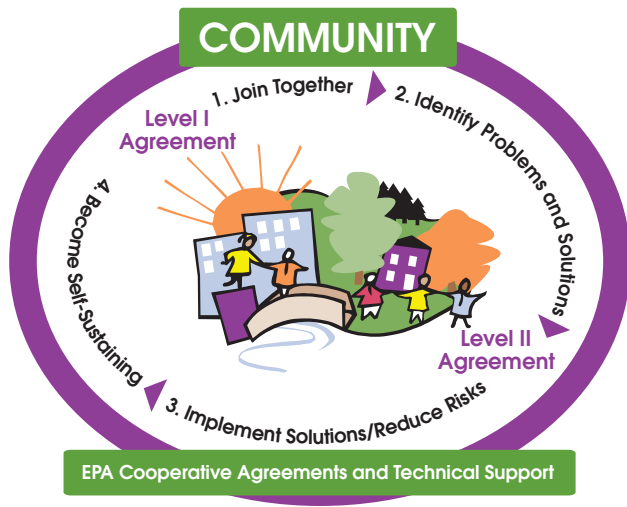 COMMUNITY
1. Join Together
2. Identify Problems and Solutions
Level I
Agreement
Level II
Agreement
3. Implement Solutions/Reduce Risks
4. Become Self-Sustaining
EPA Cooperative Agreements and Technical Support